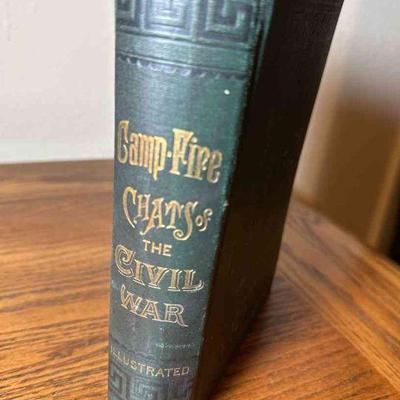 Camp-Fire
CHATS of
THE
CIVIL
WAR
ILLUSTRATED